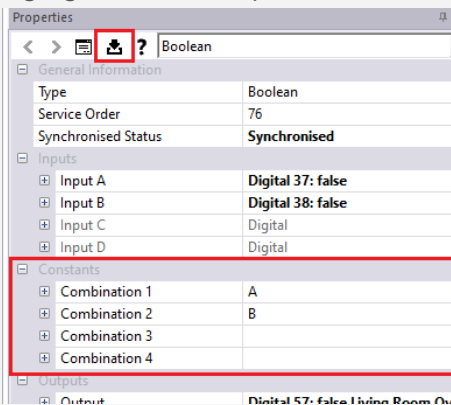 Properties
? Boolean
General Information
Type Boolean
Service Order 76
Synchronised Status Synchronised
Inputs
Input A Digital 37: false
Input B Digital 38: false
Input C Digital
Input D Digital
Constants
Combination 1 A
Combination 2 B
Combination 3
Combination 4
Outputs
Output Digital 57: false Living Room Ov